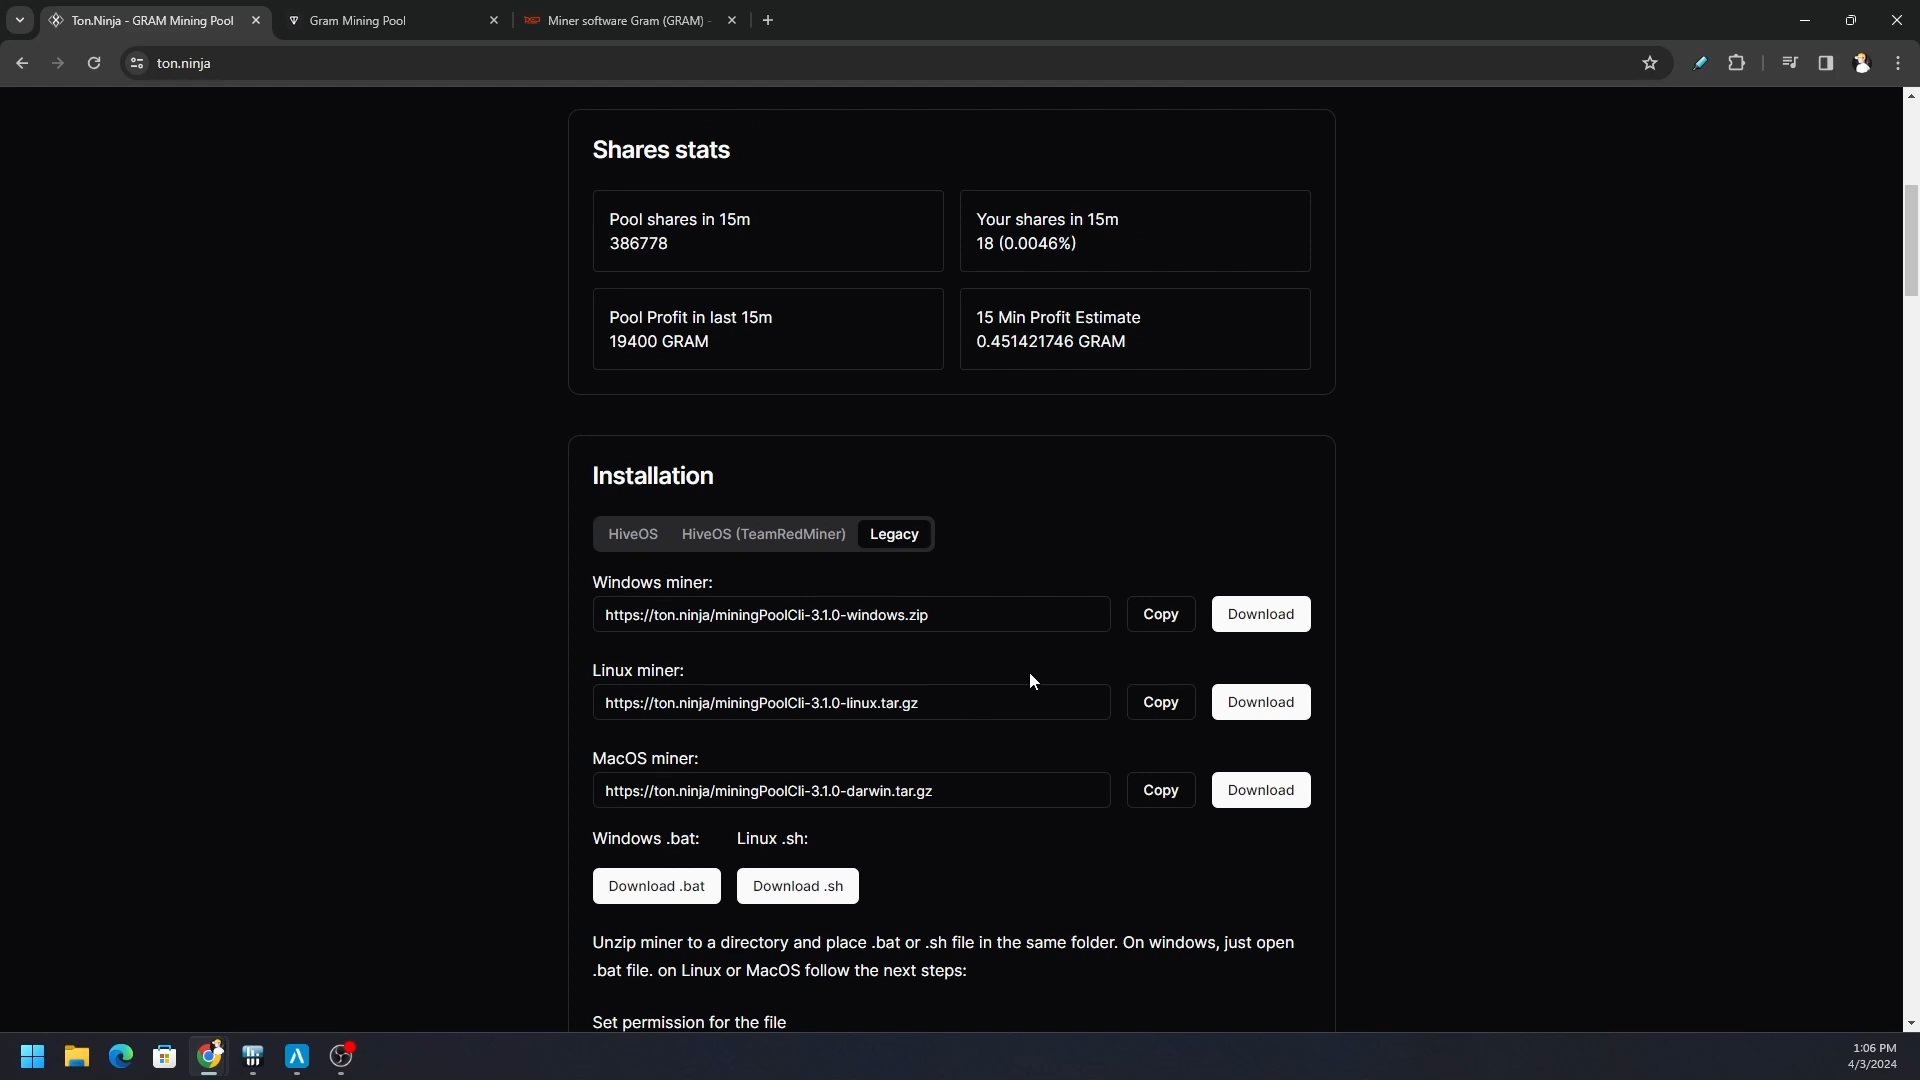 Ton.Ninja - GRAM Mining Pool
Gram Mining Pool
Miner software Gram (GRAM) -
ton.ninja
Shares stats
Pool shares in 15m
386778
Your shares in 15m
18 (0.0046%)
Pool Profit in last 15m
19400 GRAM
15 Min Profit Estimate
0.451421746 GRAM
Installation
HiveOS HiveOS (TeamRedMiner) Legacy
Windows miner:
https://ton.ninja/miningPoolCli-3.1.0-windows.zip Copy Download
Linux miner:
https://ton.ninja/miningPoolCli-3.1.0-linux.tar.gz Copy Download
MacOS miner:
https://ton.ninja/miningPoolCli-3.1.0-darwin.tar.gz Copy Download
Windows .bat: Linux .sh:
Download .bat Download .sh
Unzip miner to a directory and place .bat or .sh file in the same folder. On windows, just open
.bat file. on Linux or MacOS follow the next steps:
Set permission for the file
1:06 PM
4/3/2024